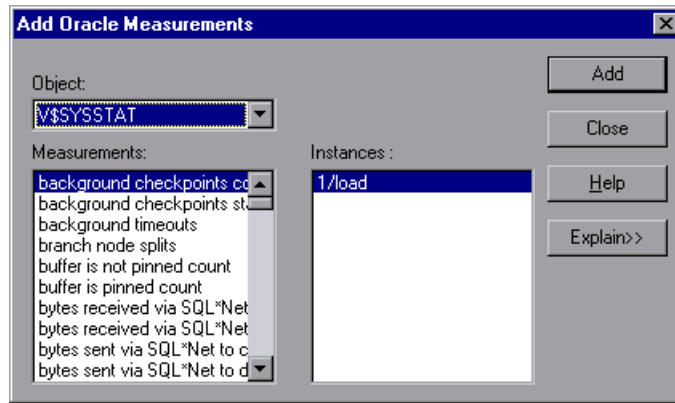 Add Oracle Measurements
Object:
V$SYSSTAT
Measurements:
background checkpoints co
background checkpoints sta
background timeouts
branch node splits
buffer is not pinned count
buffer is pinned count
bytes received via SQL*Net
bytes received via SQL*Net
bytes sent via SQL*Net to c
bytes sent via SQL*Net to d
Instances :
1/load
Add
Close
Help
Explain>>